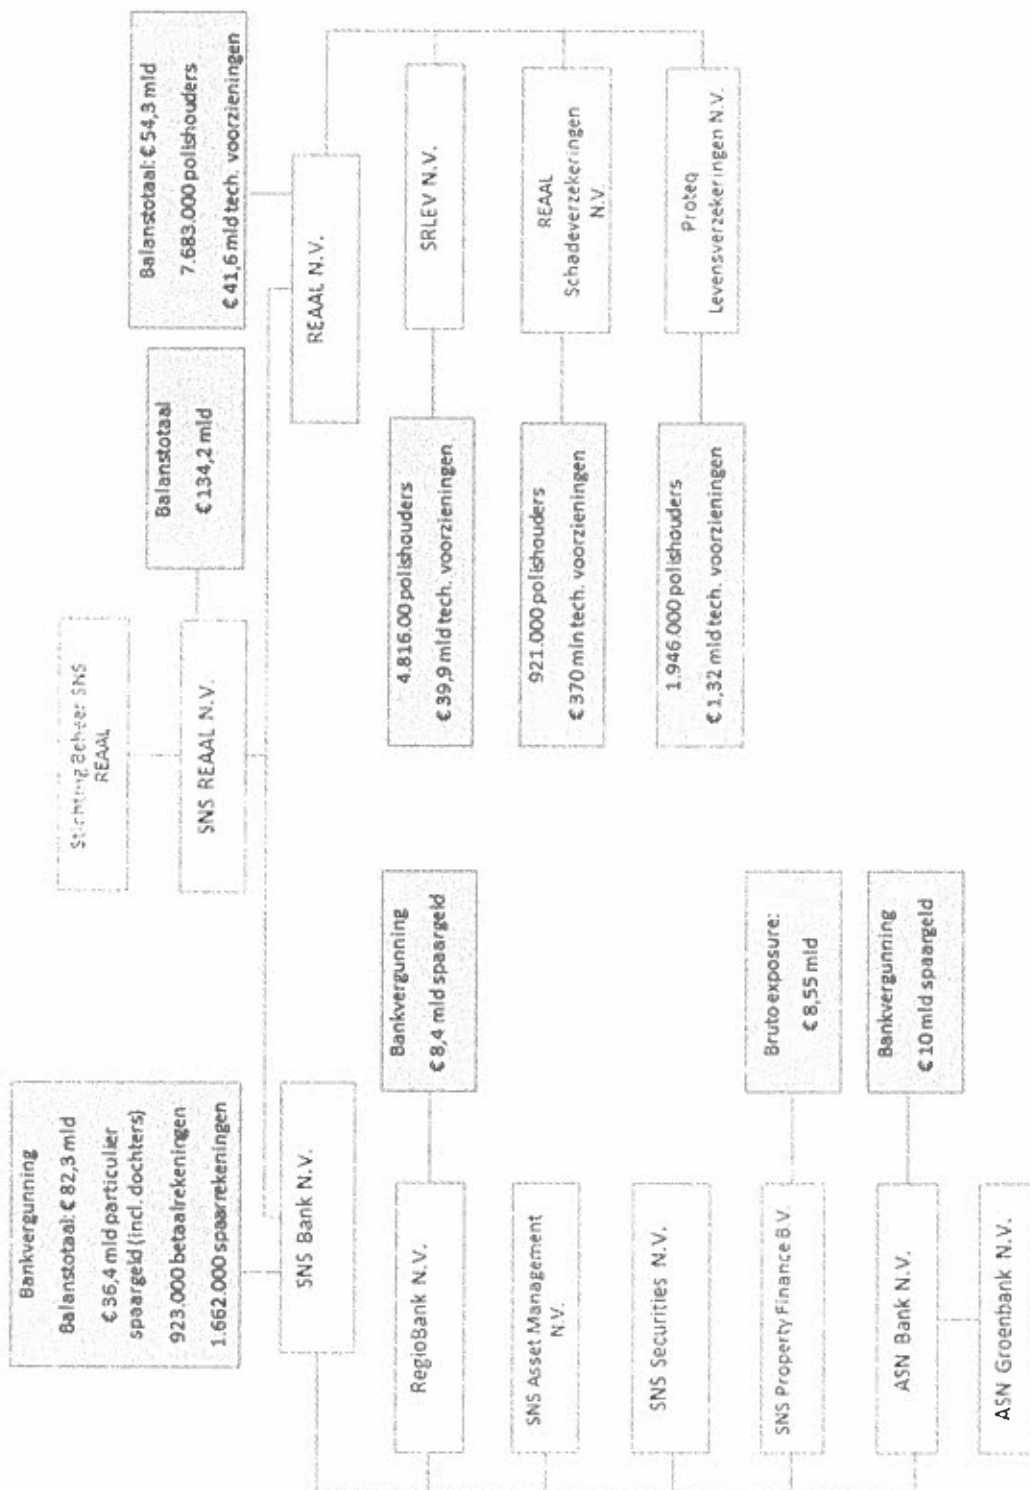 Stichting Beheer SNS
REAAL
SNS REAAL N.V.
Balanstotaal
€ 134,2 mld
Bankvergunning
Balanstotaal: € 82,3 mld
€ 36,4 mld particulier
spaargeld (incl. dochters)
923.000 betaalrekeningen
1.662.000 spaarrekeningen
SNS Bank N.V.
RegioBank N.V.
Bankvergunning
€ 8,4 mld spaargeld
SNS Asset Management
N.V.
SNS Securities N.V.
SNS Property Finance B.V.
Bruto exposure:
€ 8,55 mld
ASN Bank N.V.
Bankvergunning
€ 10 mld spaargeld
ASN Groenbank N.V.
Balanstotaal: € 54,3 mld
7.683.000 polishouders
€ 41,6 mld tech. voorzieningen
REAAL N.V.
SRLEV N.V.
4.816.00 polishouders
€ 39,9 mld tech. voorzieningen
REAAL
Schadeverzekeringen
N.V.
921.000 polishouders
€ 370 mln tech. voorzieningen
Proteq
Levensverzekeringen N.V.
1.946.000 polishouders
€ 1,32 mld tech. voorzieningen